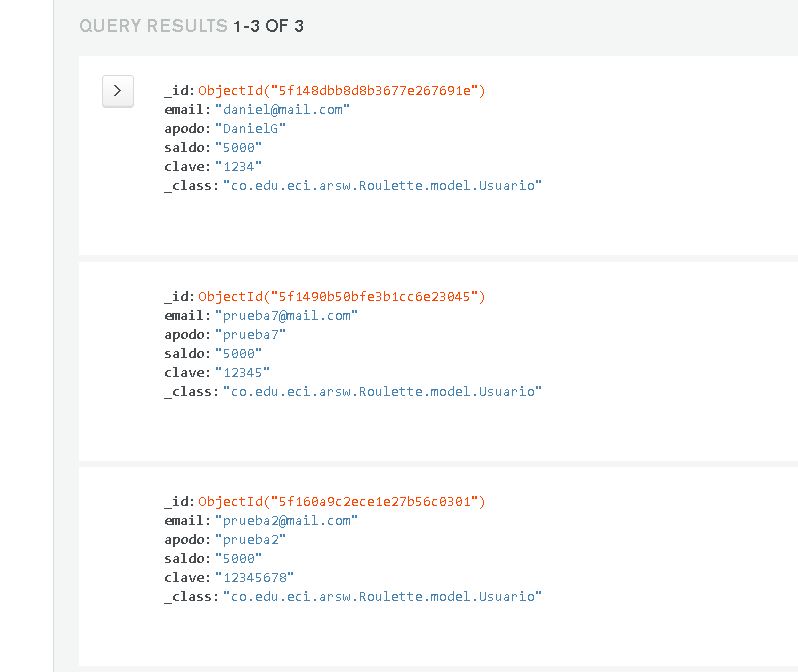 QUERY RESULTS 1-3 OF 3
_id: ObjectId("5f148dbb8d8b3677e267691e")
email: "daniel@mail.com"
apodo: "DanielG"
saldo: "5000"
clave: "1234"
_class: "co.edu.eci.arsw.Roulette.model.Usuario"
_id: ObjectId("5f1490b50bfe3b1cc6e23045")
email: "prueba7@mail.com"
apodo: "prueba7"
saldo: "5000"
clave: "12345"
_class: "co.edu.eci.arsw.Roulette.model.Usuario"
_id: ObjectId("5f160a9c2ece1e27b56c0301")
email: "prueba2@mail.com"
apodo: "prueba2"
saldo: "5000"
clave: "12345678"
_class: "co.edu.eci.arsw.Roulette.model.Usuario"